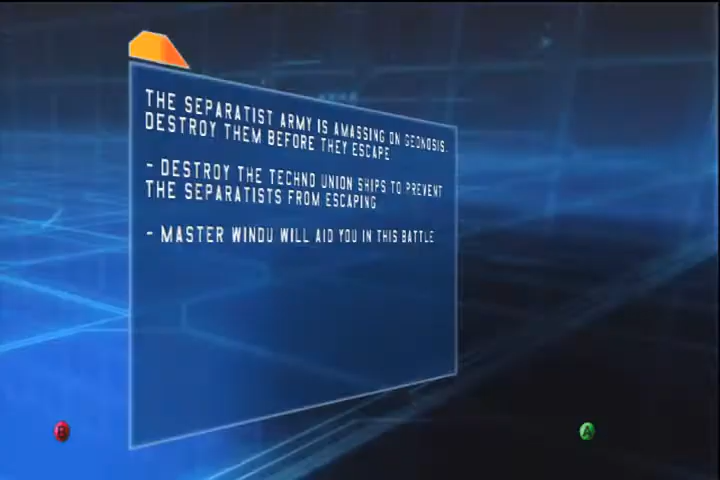 THE SEPARATIST ARMY IS AMASSING ON GEONOSIS.
DESTROY THEM BEFORE THEY ESCAPE
- DESTROY THE TECHNO UNION SHIPS TO PREVENT
THE SEPARATISTS FROM ESCAPING
- MASTER WINDU WILL AID YOU IN THIS BATTLE
B
A